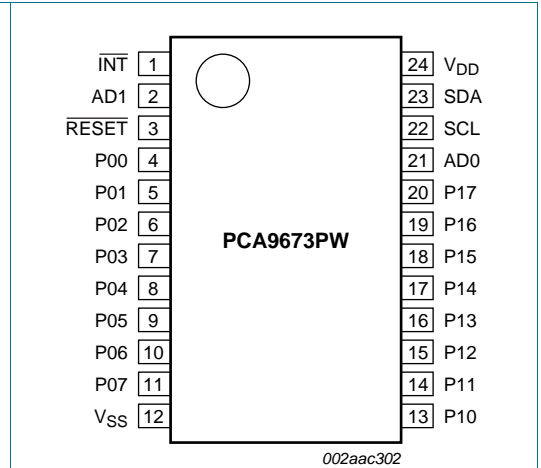 I̅N̅T̅ 1 24 VDD
AD1 2 23 SDA
R̅E̅S̅E̅T̅ 3 22 SCL
P00 4 21 AD0
P01 5 20 P17
P02 6 19 P16
PCA9673PW
P03 7 18 P15
P04 8 17 P14
P05 9 16 P13
P06 10 15 P12
P07 11 14 P11
VSS 12 13 P10
002aac302